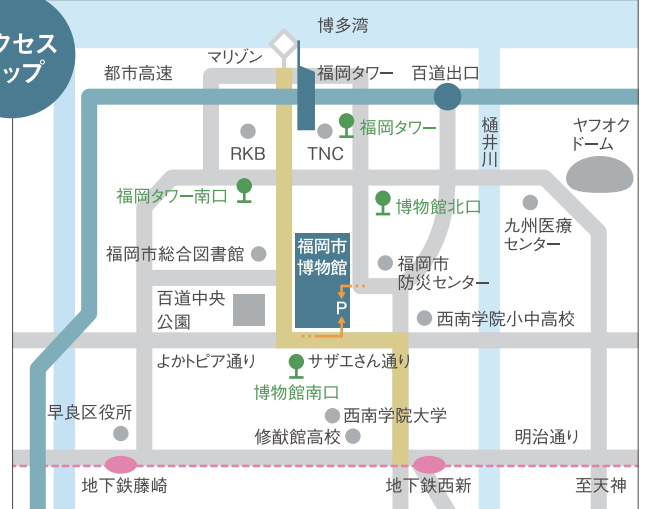 クセス
ップ
博多湾
マリゾン
都市高速
福岡タワー
百道出口
福岡タワー
樋井川
ヤフオク
ドーム
RKB
TNC
福岡タワー南口
博物館北口
九州医療
センター
福岡市総合図書館
福岡市
博物館
福岡市
防災センター
百道中央
公園
P
西南学院小中高校
よかトピア通り
サザエさん通り
博物館南口
早良区役所
西南学院大学
修猷館高校
明治通り
地下鉄藤崎
地下鉄西新
至天神